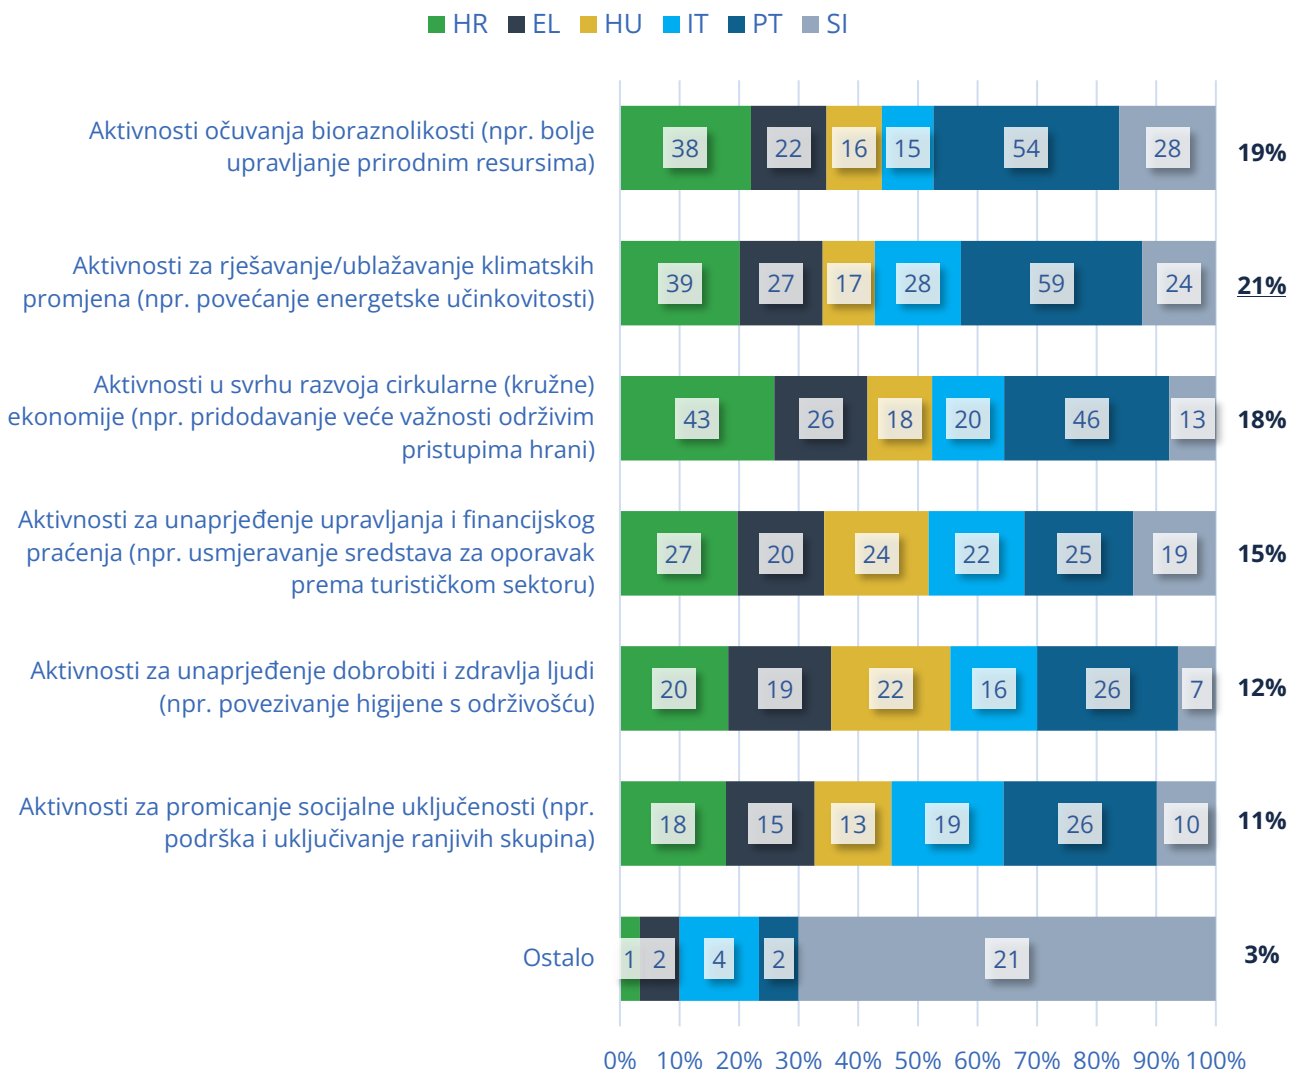 HR EL HU IT PT SI
Aktivnosti očuvanja bioraznolikosti (npr. bolje
upravljanje prirodnim resursima)
38 22 16 15 54 28
19%
Aktivnosti za rješavanje/ublažavanje klimatskih
promjena (npr. povećanje energetske učinkovitosti)
39 27 17 28 59 24
21%
Aktivnosti u svrhu razvoja cirkularne (kružne)
ekonomije (npr. pridodavanje veće važnosti održivim
pristupima hrani)
43 26 18 20 46 13
18%
Aktivnosti za unaprjeđenje upravljanja i financijskog
praćenja (npr. usmjeravanje sredstava za oporavak
prema turističkom sektoru)
27 20 24 22 25 19
15%
Aktivnosti za unaprjeđenje dobrobiti i zdravlja ljudi
(npr. povezivanje higijene s održivošću)
20 19 22 16 26 7
12%
Aktivnosti za promicanje socijalne uključenosti (npr.
podrška i uključivanje ranjivih skupina)
18 15 13 19 26 10
11%
Ostalo
1 2 4 2 21
3%
0% 10% 20% 30% 40% 50% 60% 70% 80% 90% 100%